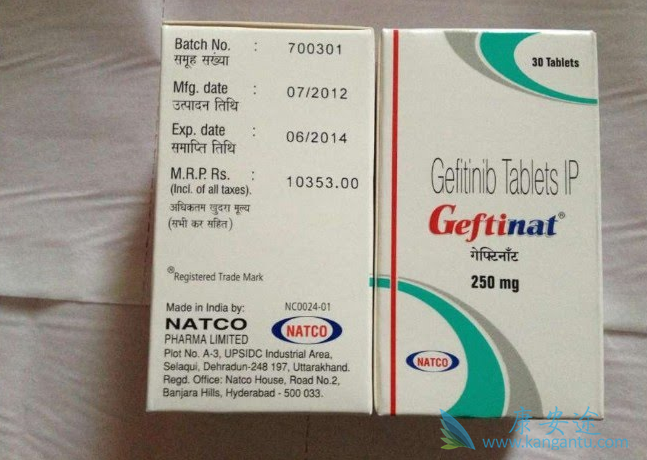 Batch No. : 700301
समूह संख्या
Mfg. date : 07/2012
उत्पादन तिथि
Exp. date : 06/2014
समाप्ति तिथि
M.R.P. Rs. : 10353.00
(Incl. of all taxes).
अधिकतम खुदरा मूल्य
(सभी कर सहित)
®Registered Trade Mark
Made in India by: NC0024-01
NATCO
PHARMA LIMITED
NATCO
Plot No. A-3, UPSIDC Industrial Area,
Selaqui, Dehradun-248 197, Uttarakhand.
Regd. Office: Natco House, Road No.2,
Banjara Hills, Hyderabad - 500 033.
30 Tablets
Gefitinib Tablets IP
Geftinat®
गेफ्टिनॉट
250 mg
NATCO
康安途
www.kangantu.com